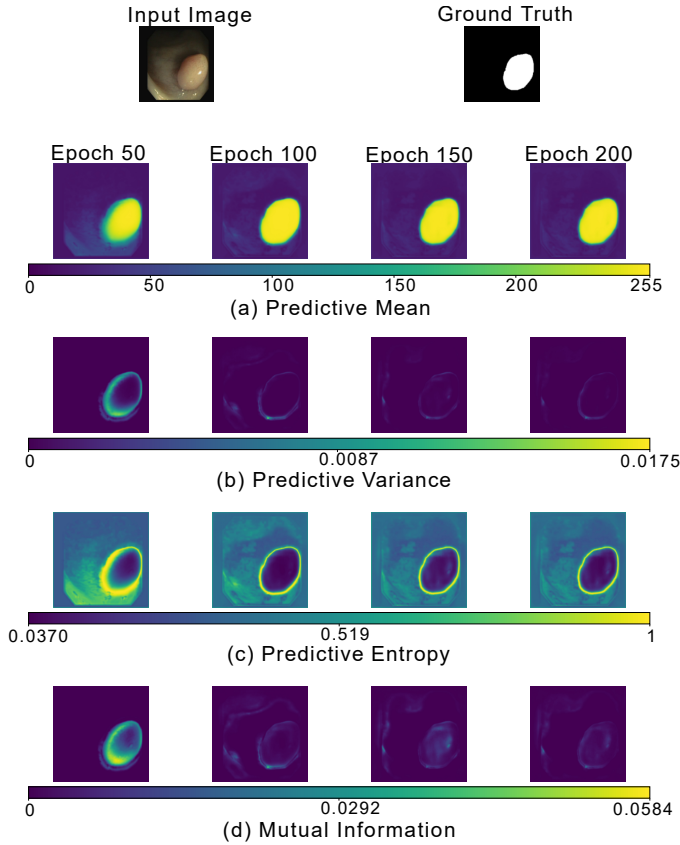 Input Image Ground Truth
Epoch 50 Epoch 100 Epoch 150 Epoch 200
0 50 100 150 200 255
(a) Predictive Mean
0 0.0087 0.0175
(b) Predictive Variance
0.0370 0.519 1
(c) Predictive Entropy
0 0.0292 0.0584
(d) Mutual Information